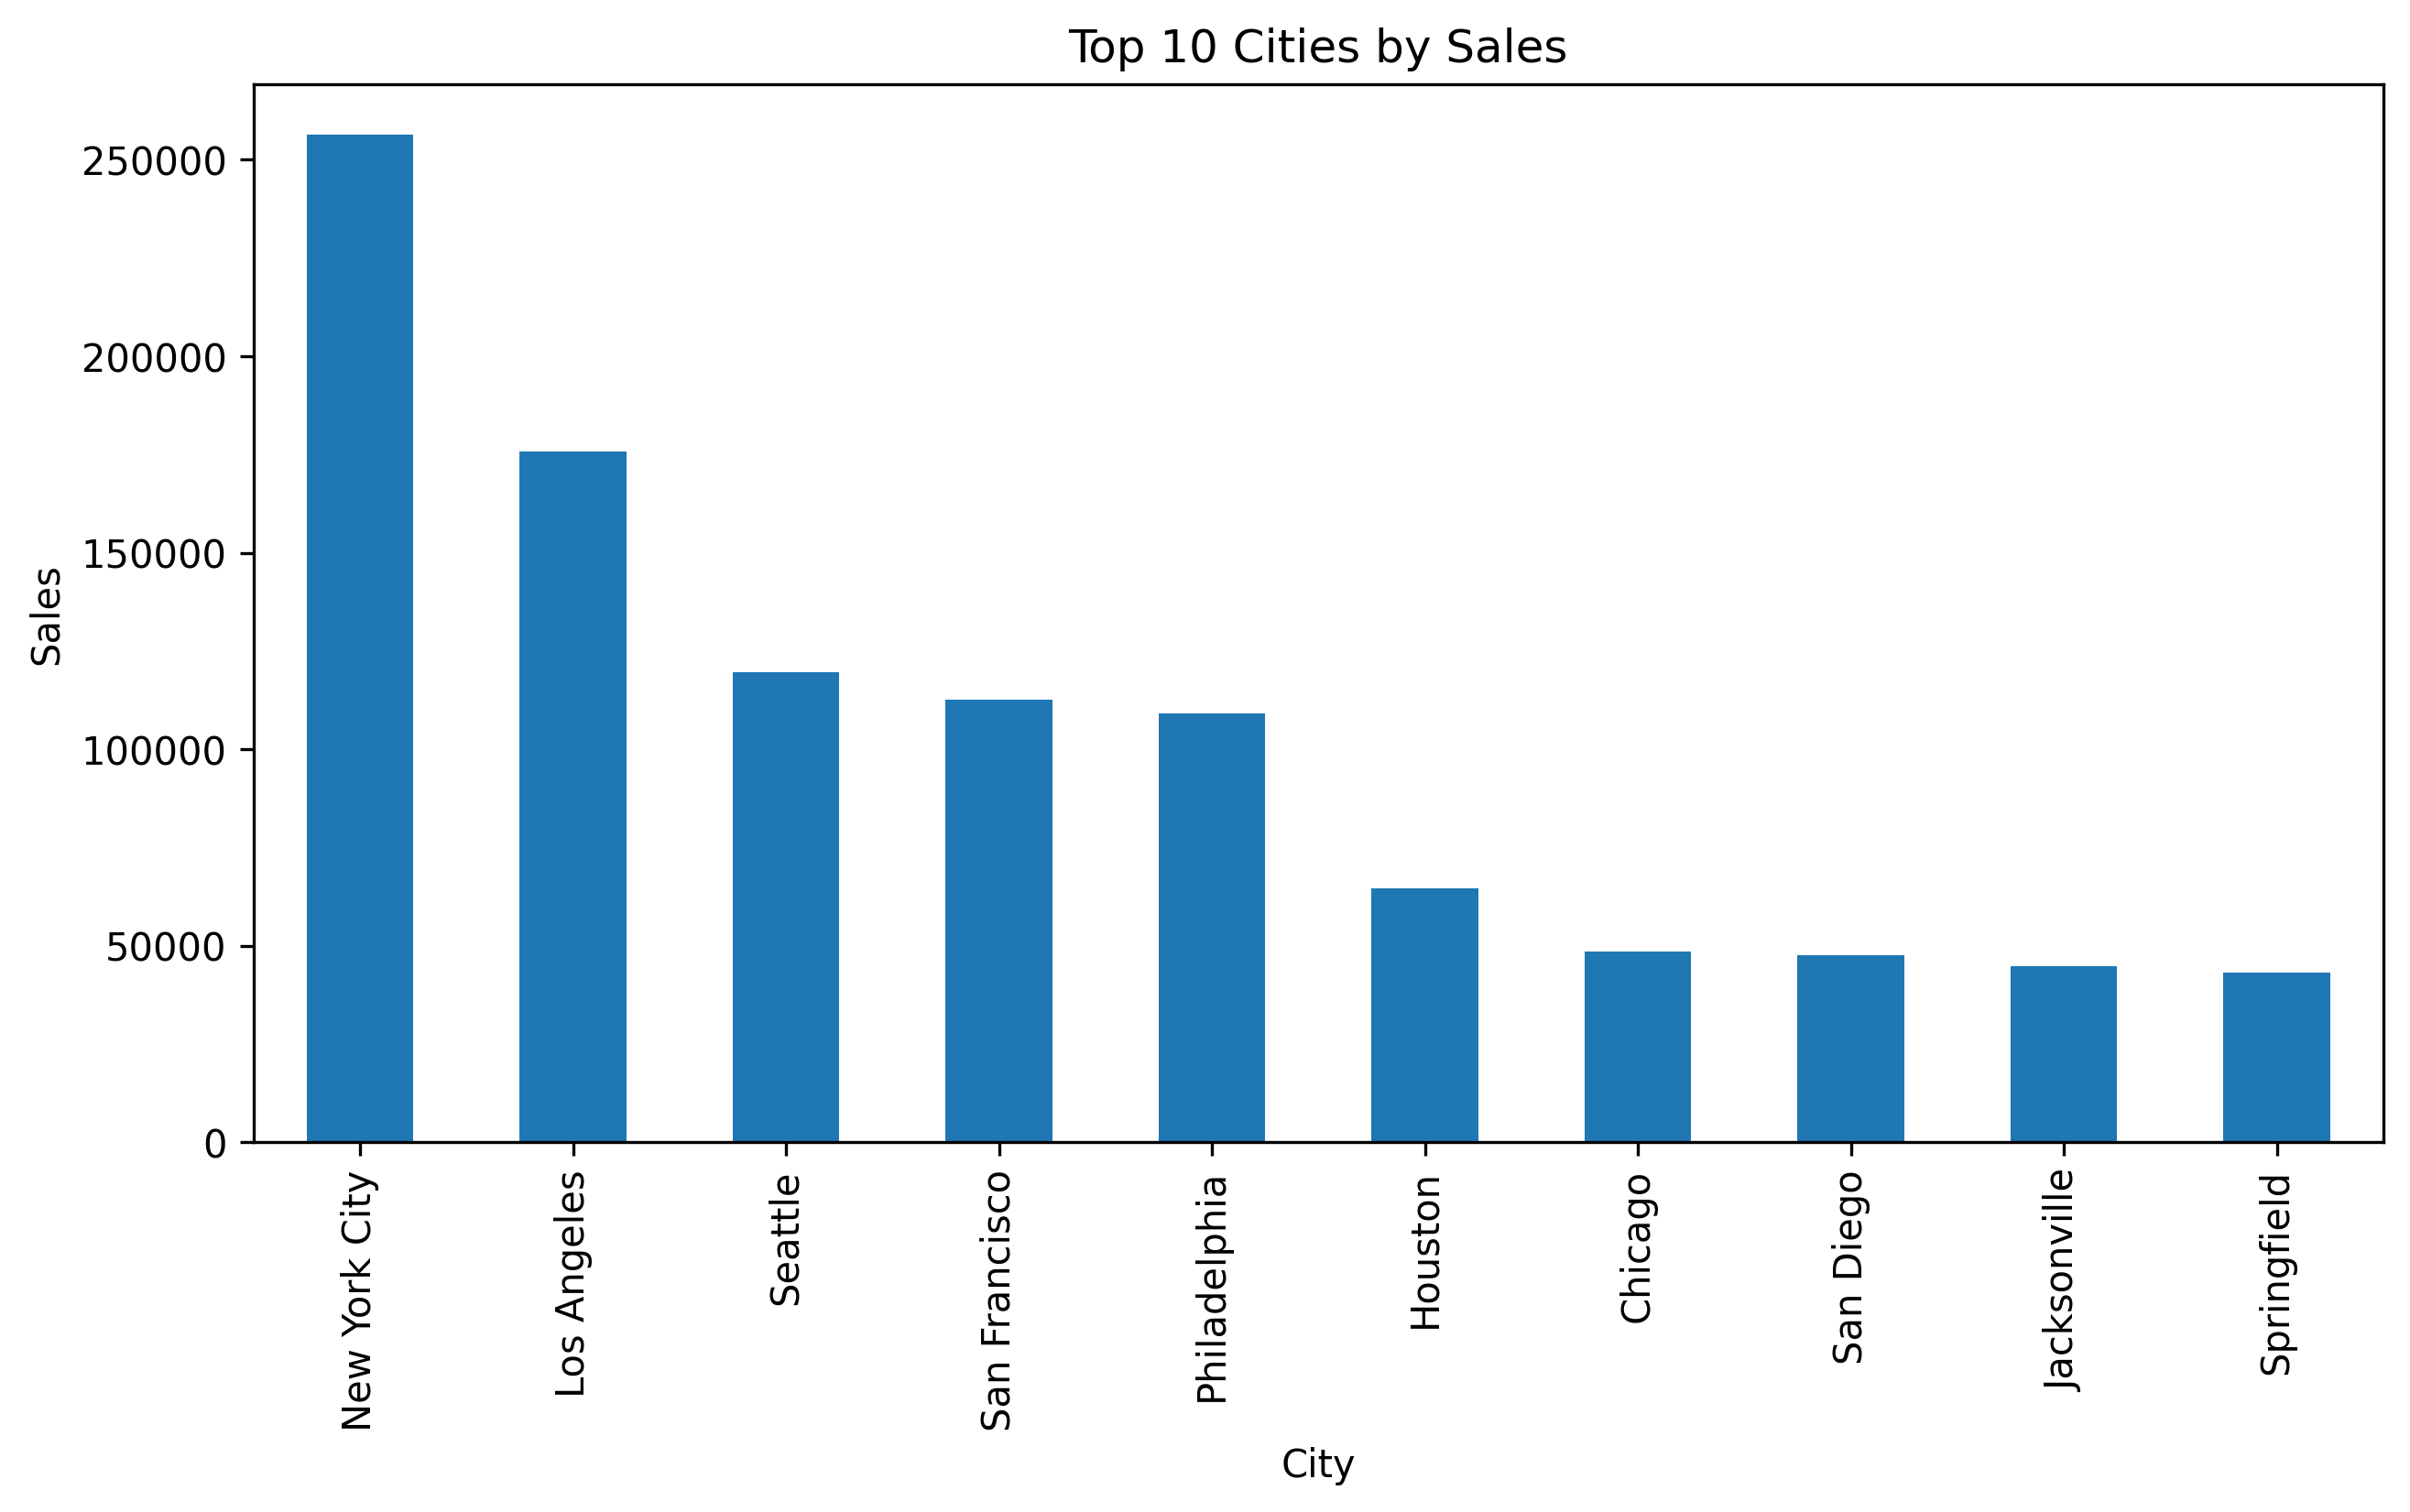 Top 10 Cities by Sales
Sales
250000
200000
150000
100000
50000
0
New York City
Los Angeles
Seattle
San Francisco
Philadelphia
Houston
Chicago
San Diego
Jacksonville
Springfield
City